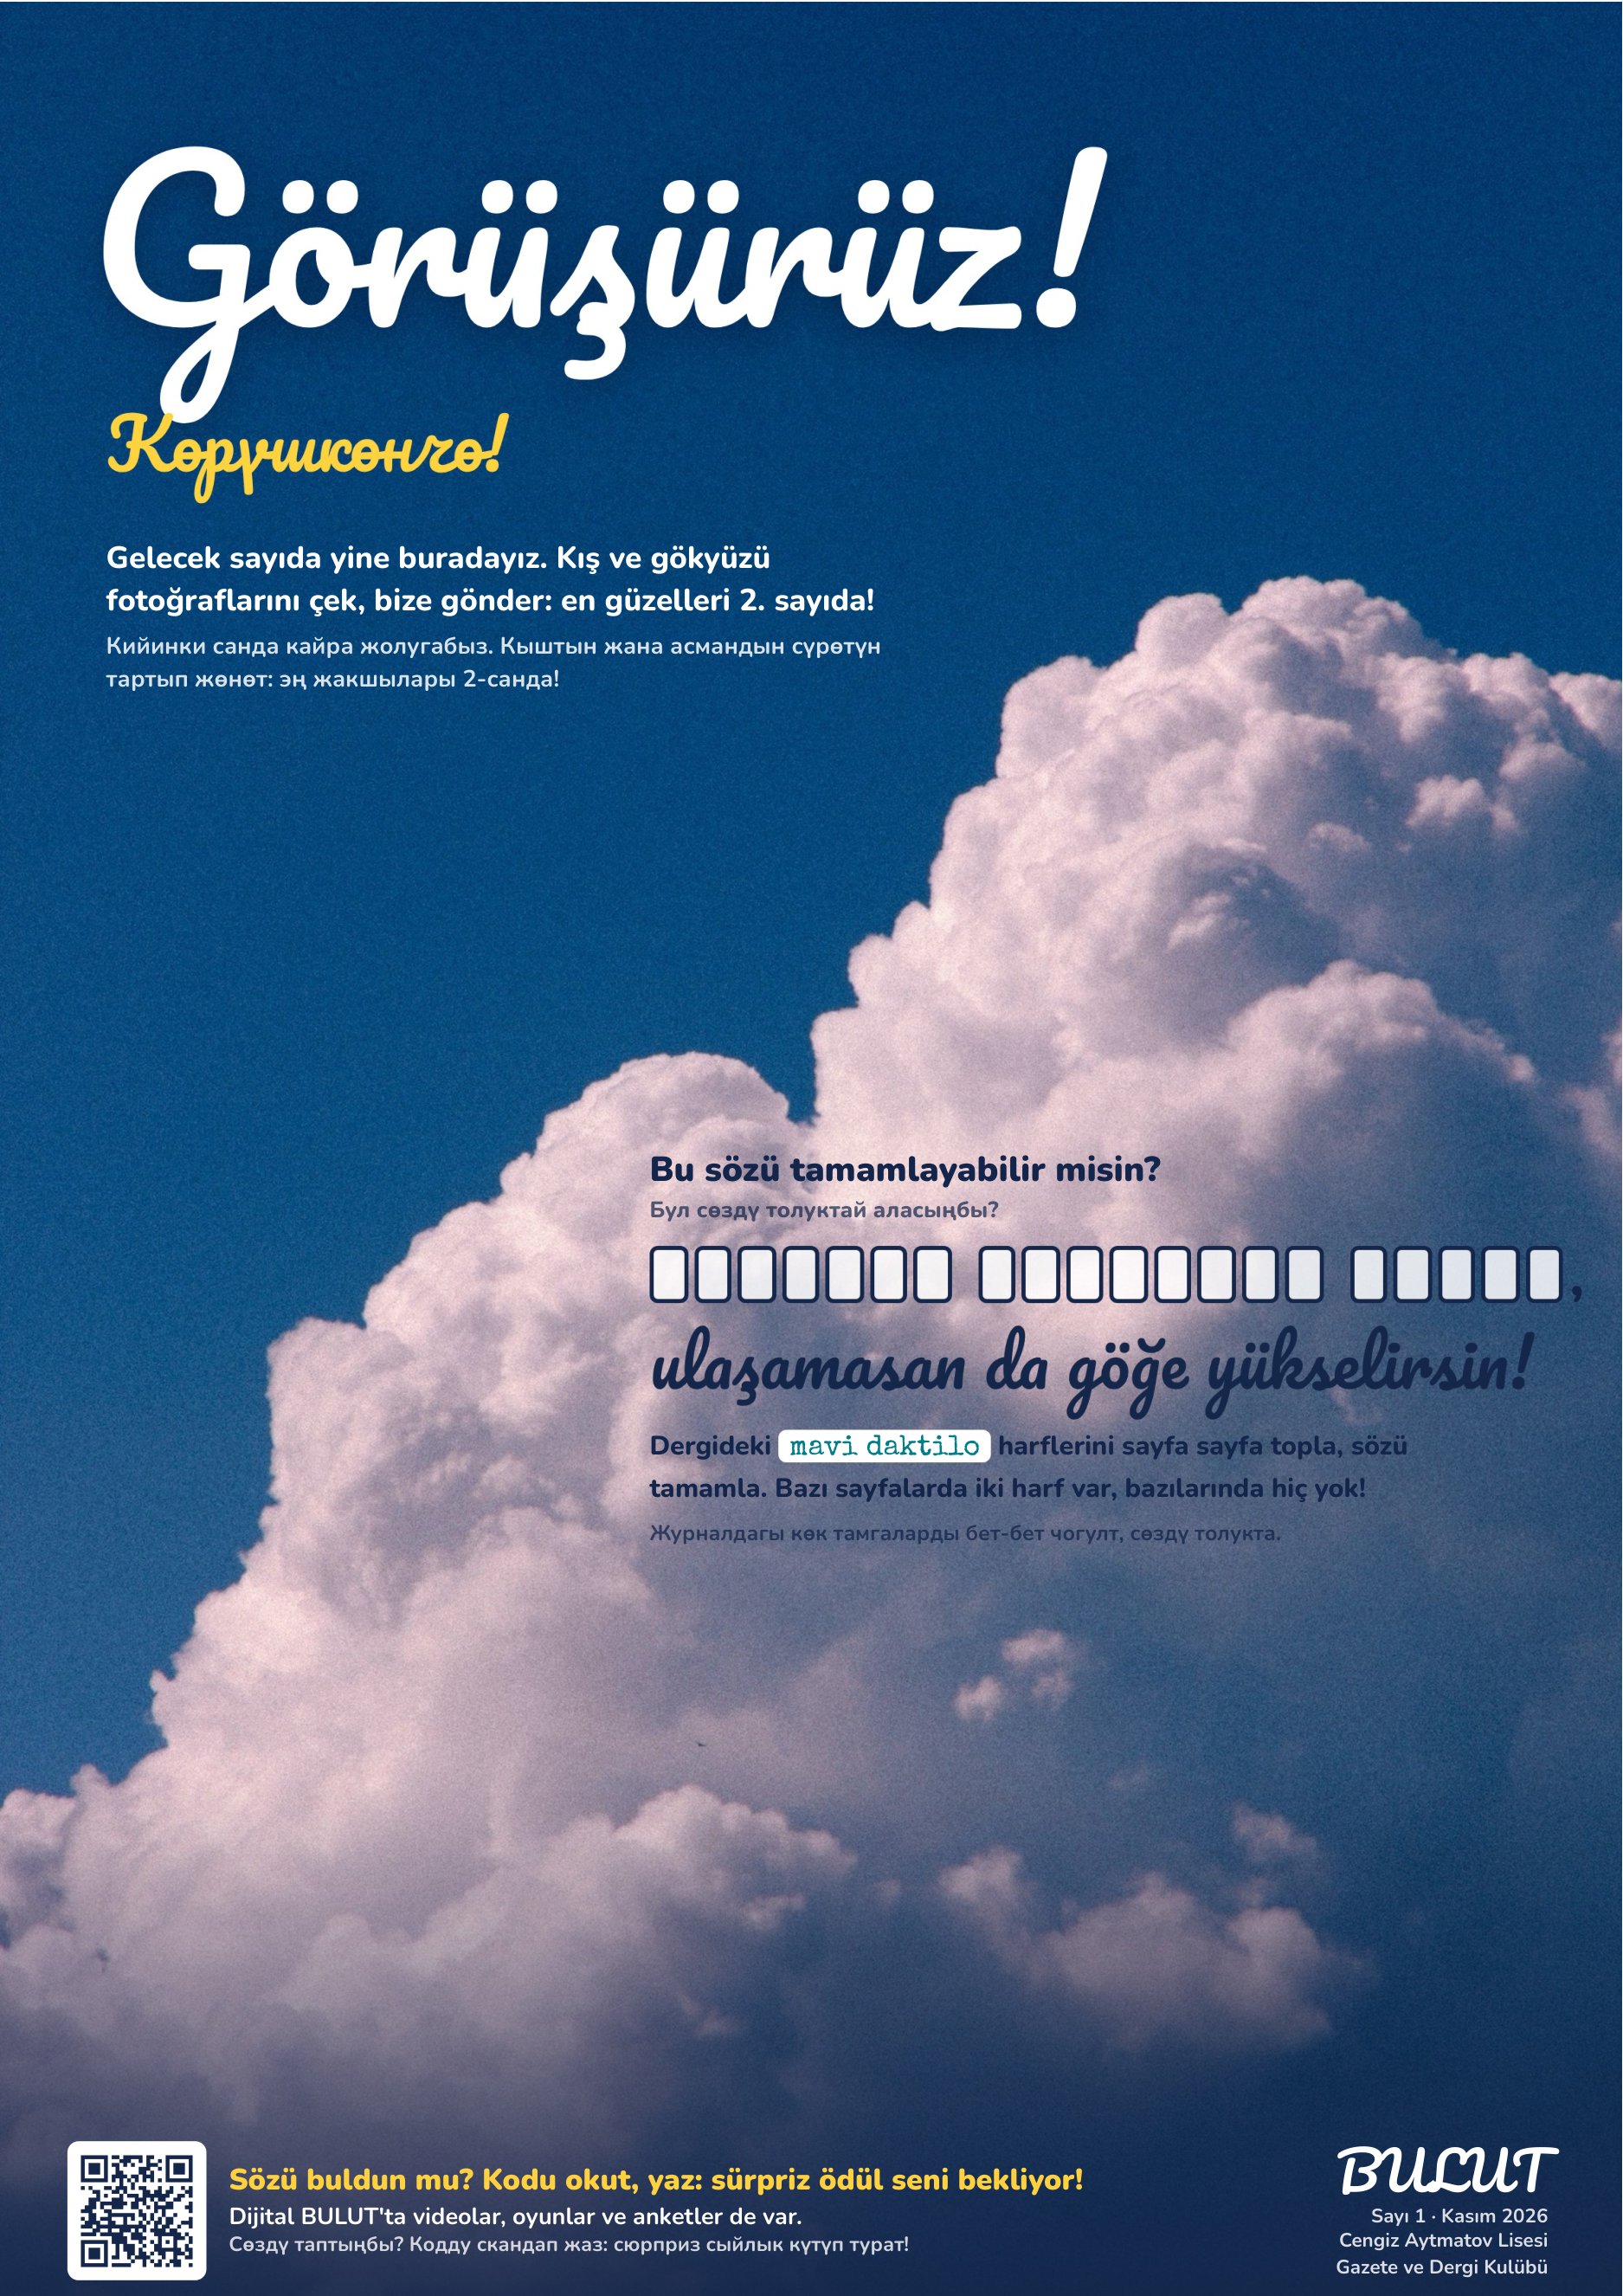 Görüşürüz!
Көрүшкөнчө!
Gelecek sayıda yine buradayız. Kış ve gökyüzü
fotoğraflarını çek, bize gönder: en güzelleri 2. sayıda!
Кийинки санда кайра жолугабыз. Кыштын жана асмандын сүрөтүн
тартып жөнөт: эң жакшылары 2-санда!
Bu sözü tamamlayabilir misin?
Бул сөздү толуктай аласыңбы?
,
ulaşamasan da göğe yükselirsin!
Dergideki mavi daktilo harflerini sayfa sayfa topla, sözü
tamamla. Bazı sayfalarda iki harf var, bazılarında hiç yok!
Журналдагы көк тамгаларды бет-бет чогулт, сөздү толукта.
Sözü buldun mu? Kodu okut, yaz: sürpriz ödül seni bekliyor!
Dijital BULUT'ta videolar, oyunlar ve anketler de var.
Сөздү таптыңбы? Кодду скандап жаз: сюрприз сыйлык күтүп турат!
BULUT
Sayı 1 · Kasım 2026
Cengiz Aytmatov Lisesi
Gazete ve Dergi Kulübü